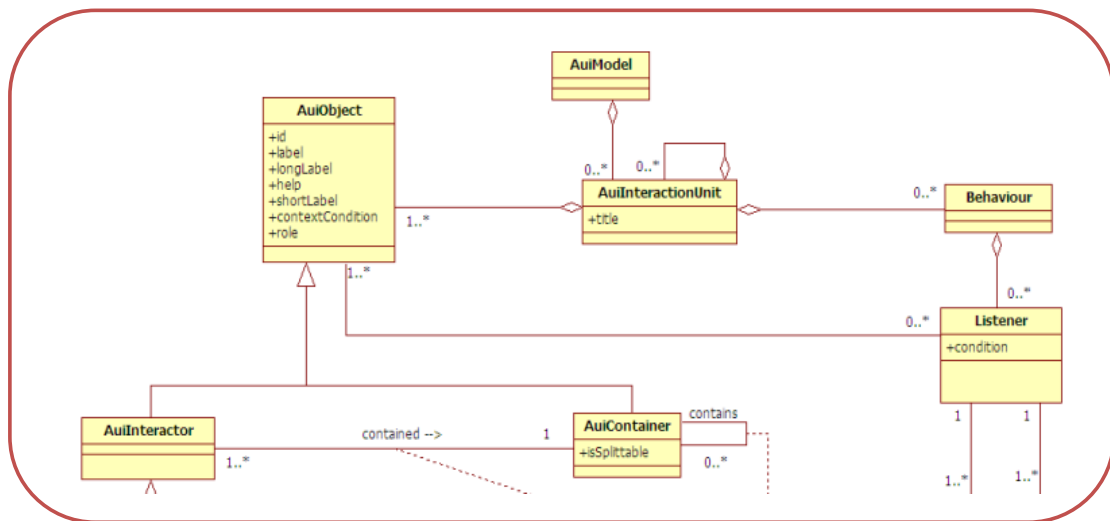 AuiModel
AuiObject
+id
+label
+longLabel
+help
+shortLabel
+contextCondition
+role
0..*
0..*
AuiInteractionUnit
+title
1..*
0..*
Behaviour
1..*
0..*
0..*
Listener
+condition
AuiInteractor
contained -->
1
1..*
AuiContainer
+isSplittable
contains
0..*
1
1
1..*
1..*